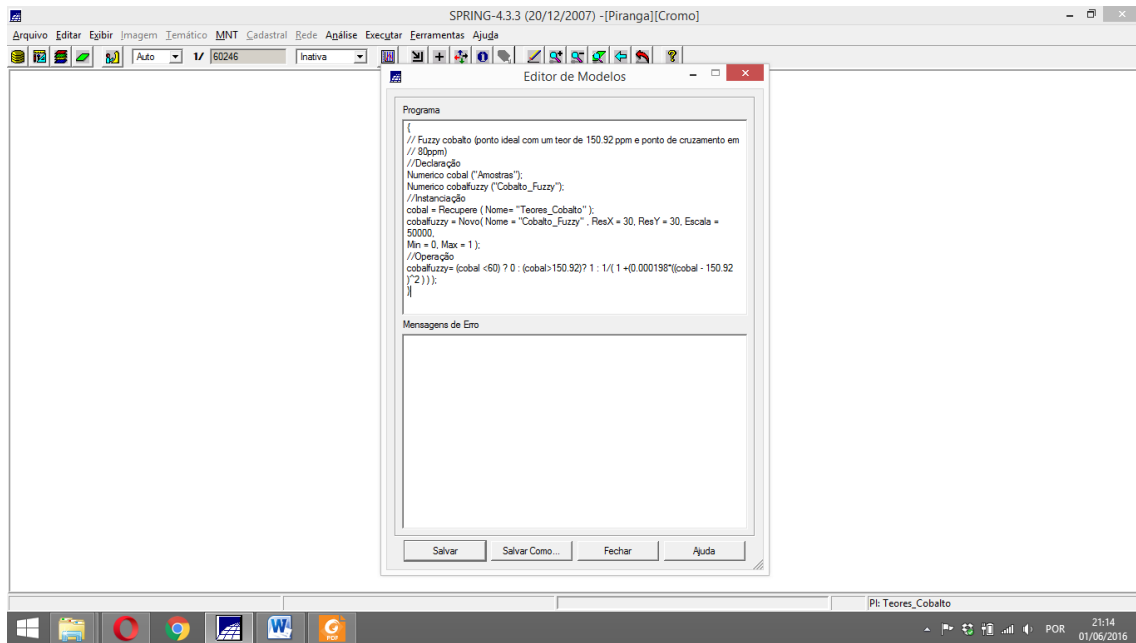 SPRING-4.3.3 (20/12/2007) -[Piranga][Cromo]
Arquivo Editar Exibir Imagem Temático MNT Cadastral Rede Análise Executar Ferramentas Ajuda
Auto 1/ 60246 Inativa
Editor de Modelos
Programa
{
// Fuzzy cobalto (ponto ideal com um teor de 150.92 ppm e ponto de cruzamento em
// 80ppm)
//Declaração
Numerico cobal ("Amostras");
Numerico cobalfuzzy ("Cobalto_Fuzzy");
//Instanciação
cobal = Recupere ( Nome= "Teores_Cobalto" );
cobalfuzzy = Novo( Nome = "Cobalto_Fuzzy" , ResX = 30, ResY = 30, Escala =
50000,
Min = 0, Max = 1 );
//Operação
cobalfuzzy= (cobal <60) ? 0 : (cobal>150.92)? 1 : 1/( 1 +(0.000198*((cobal - 150.92
)^2 ) ) );
}
Mensagens de Erro
Salvar Salvar Como... Fechar Ajuda
PI: Teores_Cobalto
W
PDF
POR
21:14
01/06/2016